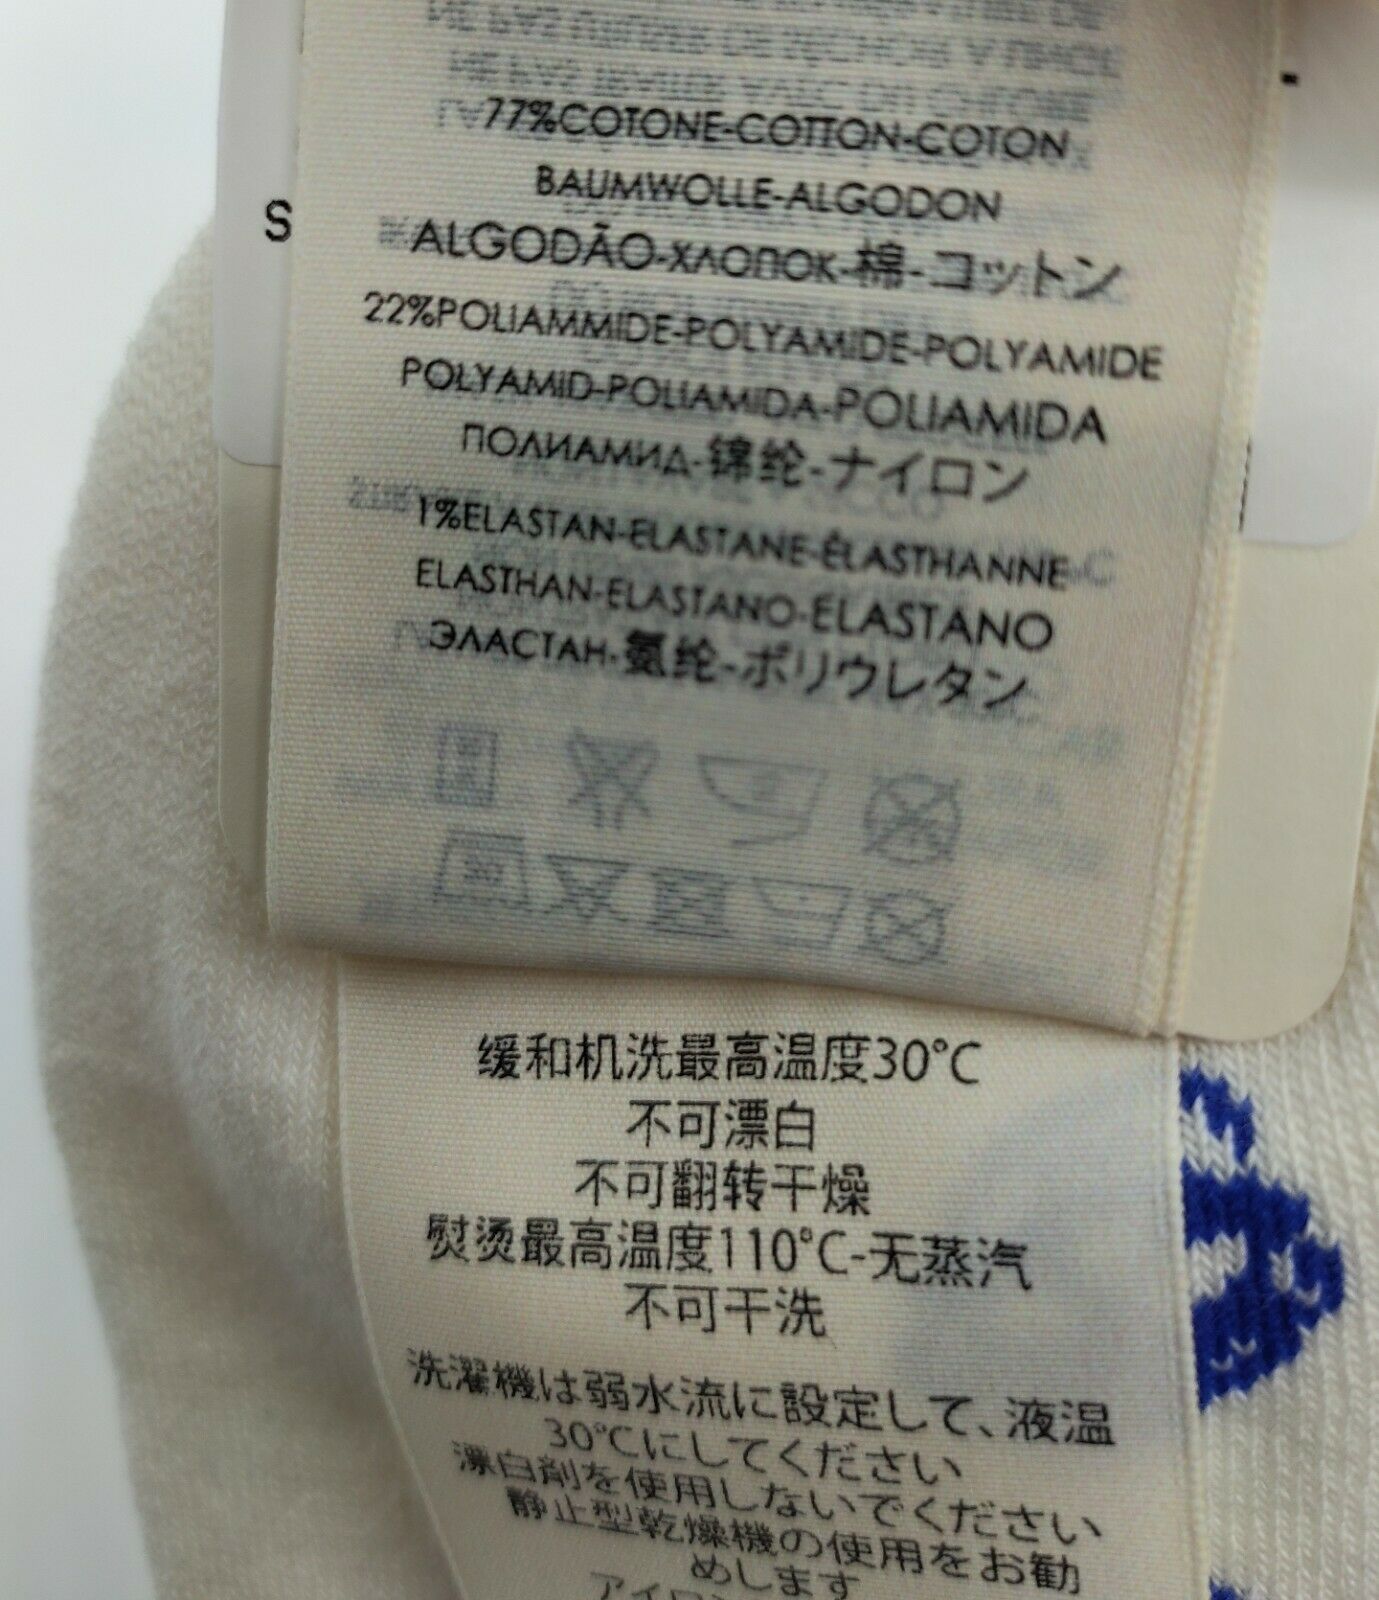 77%COTONE-COTTON-COTON
BAUMWOLLE-ALGODON
ALGODÃO-ХЛОПОК-棉-コットン
22%POLIAMMIDE-POLYAMIDE-POLYAMIDE
POLYAMID-POLIAMIDA-POLIAMIDA
ПОЛИАМИД-锦纶-ナイロン
1%ELASTAN-ELASTANE-ÉLASTHANNE
ELASTHAN-ELASTANO-ELASTANO
ЭЛАСТАН-氨纶-ポリウレタン
S
缓和机洗最高温度30°C
不可漂白
不可翻转干燥
熨烫最高温度110°C-无蒸汽
不可干洗
洗濯機は弱水流に設定して、液温
30°Cにしてください
漂白剤を使用しないでください
静止型乾燥機の使用をお勧
めします
アイロン